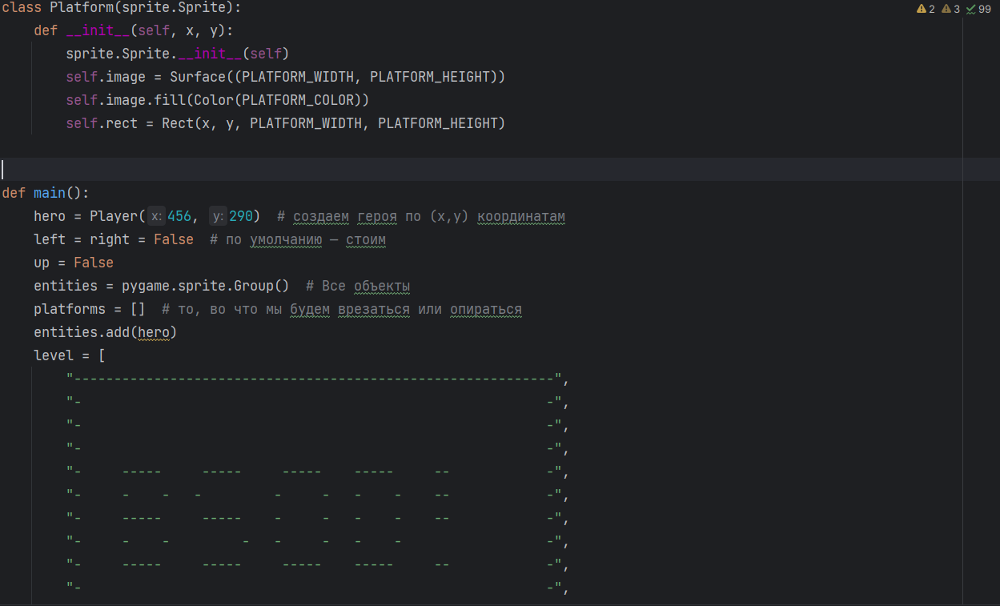 2 3 99
class Platform(sprite.Sprite):
    def __init__(self, x, y):
        sprite.Sprite.__init__(self)
        self.image = Surface((PLATFORM_WIDTH, PLATFORM_HEIGHT))
        self.image.fill(Color(PLATFORM_COLOR))
        self.rect = Rect(x, y, PLATFORM_WIDTH, PLATFORM_HEIGHT)
def main():
    hero = Player( x: 456,  y: 290)  # создаем героя по (x,y) координатам
    left = right = False  # по умолчанию — стоим
    up = False
    entities = pygame.sprite.Group()  # Все объекты
    platforms = []  # то, во что мы будем врезаться или опираться
    entities.add(hero)
    level = [
        "------------------------------------------------------------",
        "-                                                          -",
        "-                                                          -",
        "-                                                          -",
        "-     -----     -----     -----    -----     --            -",
        "-     -    -   -         -     -   -    -    --            -",
        "-     -----     -----    -     -   -    -    --            -",
        "-     -    -         -   -     -   -    -                  -",
        "-     -----     -----     -----    -----     --            -",
        "-                                                          -",